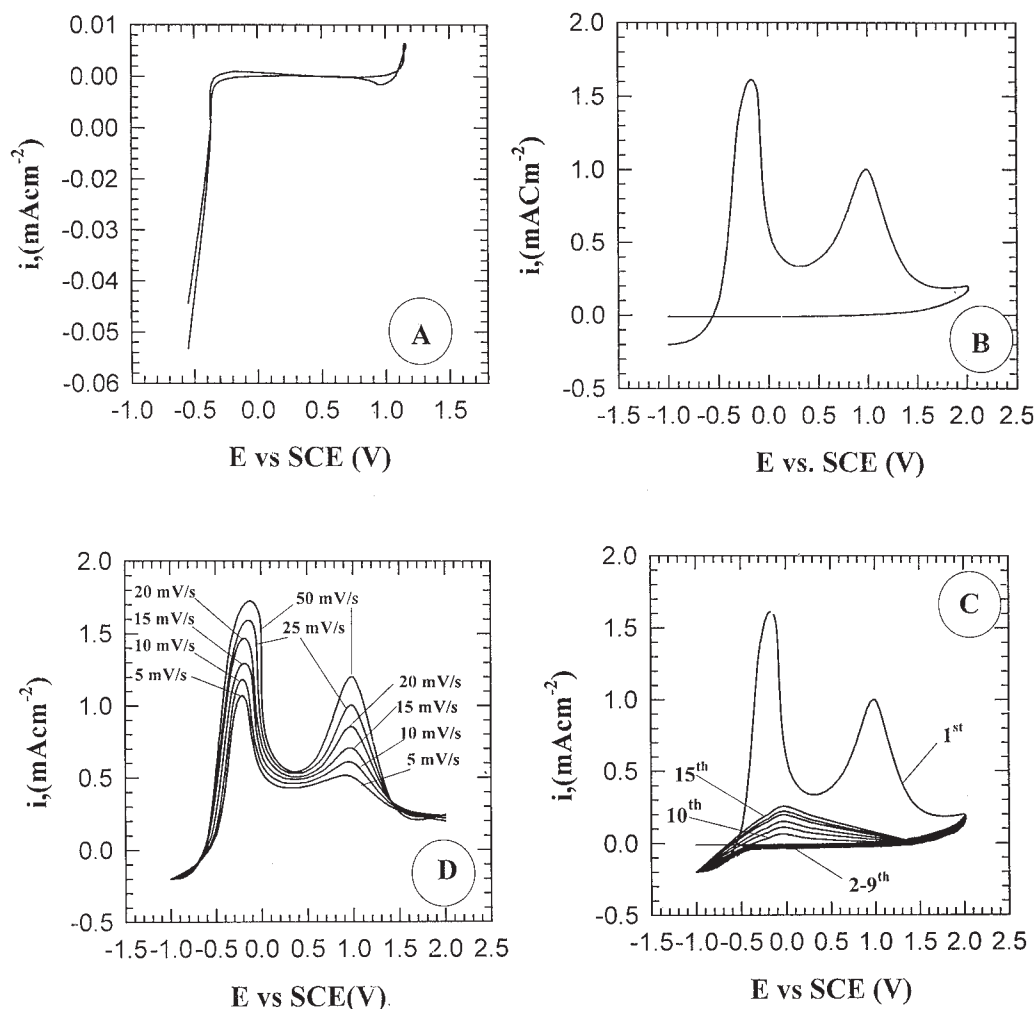 0.01
0.00
0.00
-0.02
-0.03
-0.04
-0.05
-0.06
-1.0 -0.5 0.0 0.5 1.0 1.5
i,(mAcm-2)
E vs SCE (V)
A
2.0
1.5
1.0
0.5
0.0
-0.5
-1.5 -1.0 -0.5 0.0 0.5 1.0 1.5 2.0 2.5
i,(mACm-2)
E vs. SCE (V)
B
2.0
1.5
1.0
0.5
0.0
-0.5
-1.5 -1.0 -0.5 0.0 0.5 1.0 1.5 2.0 2.5
i,(mAcm-2)
E vs SCE(V).
20 mV/s
15 mV/s
10 mV/s
5 mV/s
50 mV/s
25 mV/s
20 mV/s
15 mV/s
10 mV/s
5 mV/s
D
2.0
1.5
1.0
0.5
0.0
-0.5
-1.5 -1.0 -0.5 0.0 0.5 1.0 1.5 2.0 2.5
i,(mAcm-2)
E vs SCE (V)
C
1st
15th
10th
2-9th